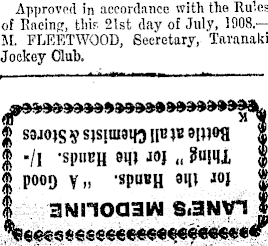 Approved in accordance with the Rules
of Racing, this 21st day of July, 1908.—
M. FLEETWOOD, Secretary, Taranaki
Jockey Club.
LANE'S MEDOLINE
for the Hands. "A Good
Thing" for the Hands. 1/-
Bottle at all Chemists & Stores
K